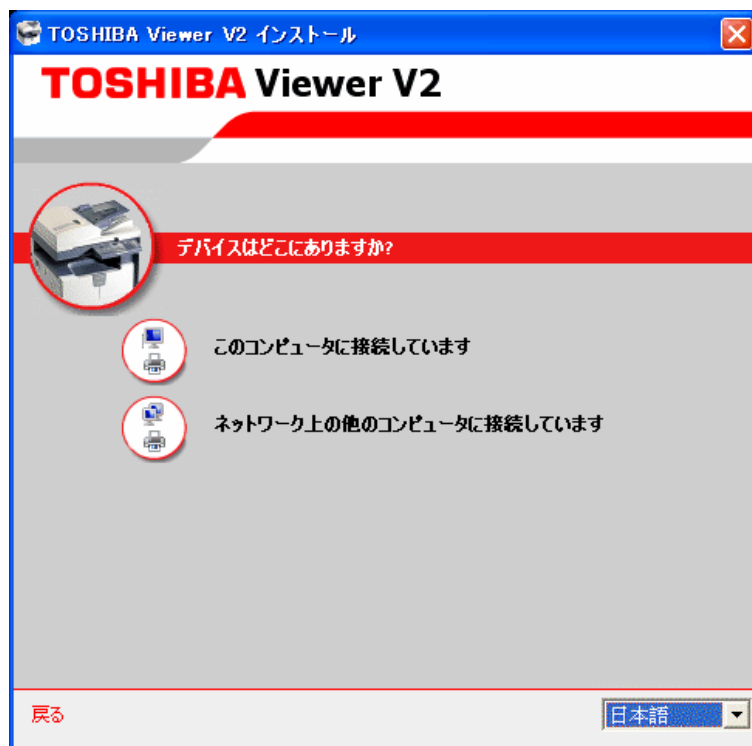 TOSHIBA Viewer V2 インストール
TOSHIBA Viewer V2
デバイスはどこにありますか?
このコンピュータに接続しています
ネットワーク上の他のコンピュータに接続しています
戻る
日本語